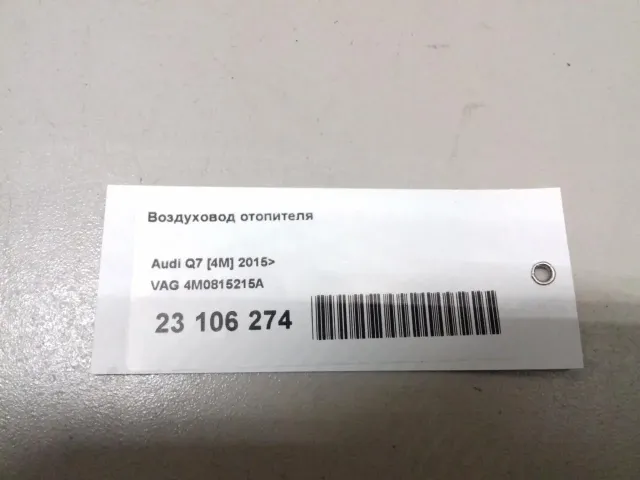 Воздуховод отопителя
Audi Q7 [4M] 2015>
VAG 4M0815215A
23 106 274